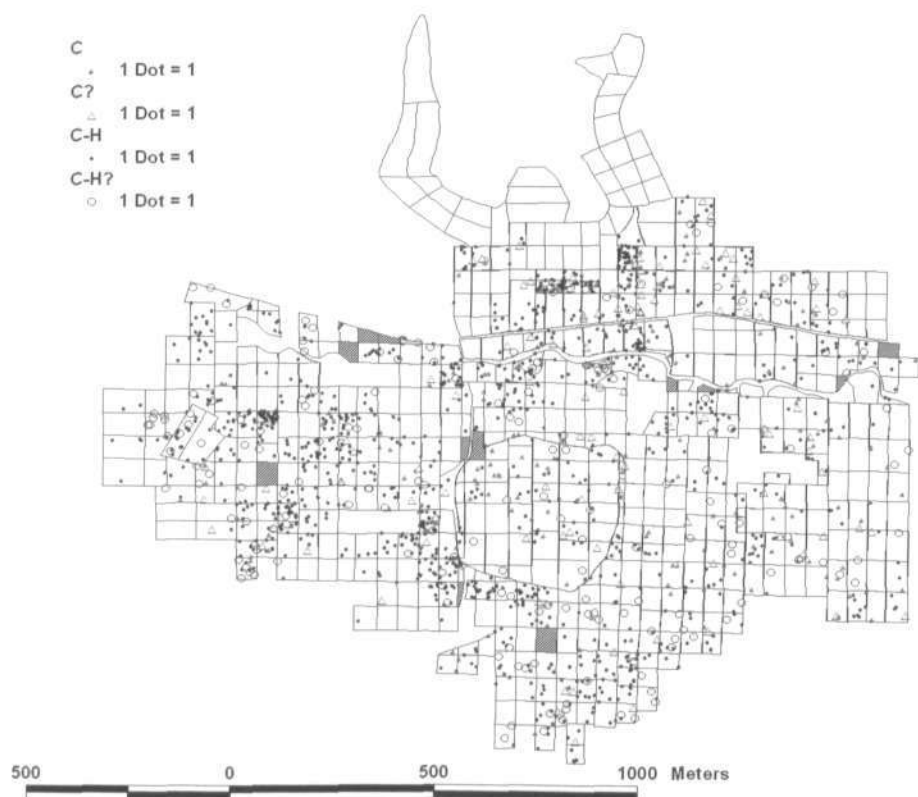 C
1 Dot = 1
C?
1 Dot = 1
C-H
1 Dot = 1
C-H?
1 Dot = 1
500 0 500 1000 Meters